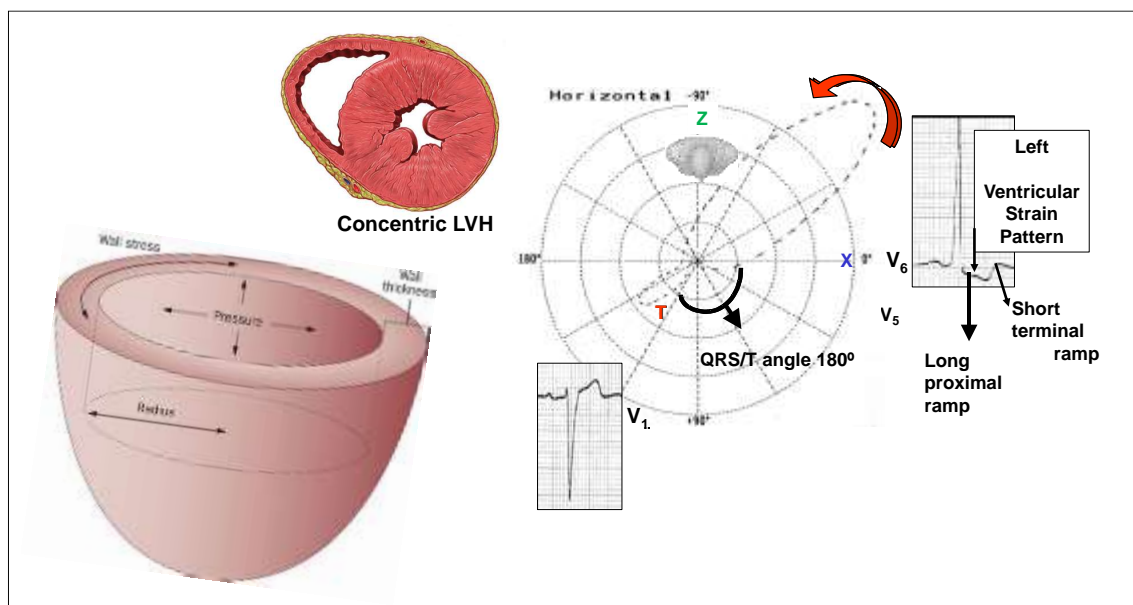 Concentric LVH
Wall stress
Wall
thickness
Pressure
Radius
Horizontal -90°
Z
180°
X
0°
T
QRS/T angle 180º
+90°
V1.
V6
V5
Left
Ventricular
Strain
Pattern
Short
terminal
ramp
Long
proximal
ramp